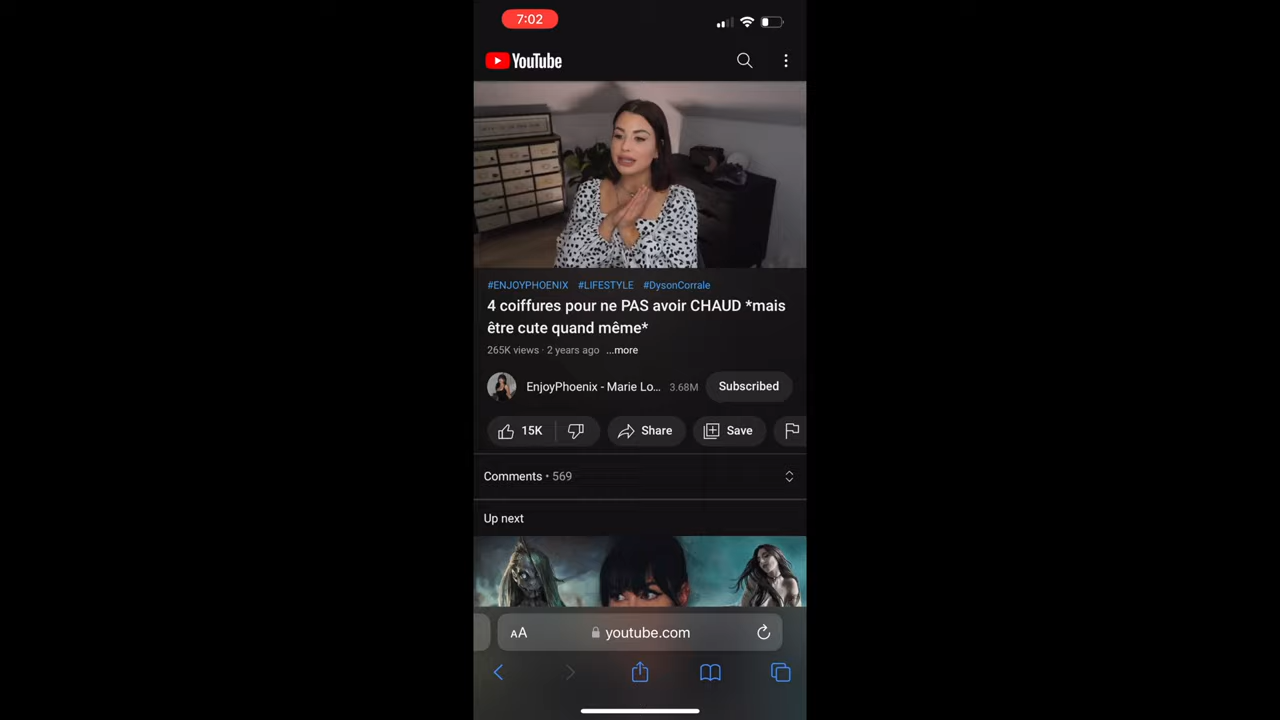 7:02
YouTube
#ENJOYPHOENIX #LIFESTYLE #DysonCorrale
4 coiffures pour ne PAS avoir CHAUD *mais
être cute quand même*
265K views · 2 years ago ...more
EnjoyPhoenix - Marie Lo... 3.68M Subscribed
15K Share Save
Comments • 569
Up next
AA youtube.com